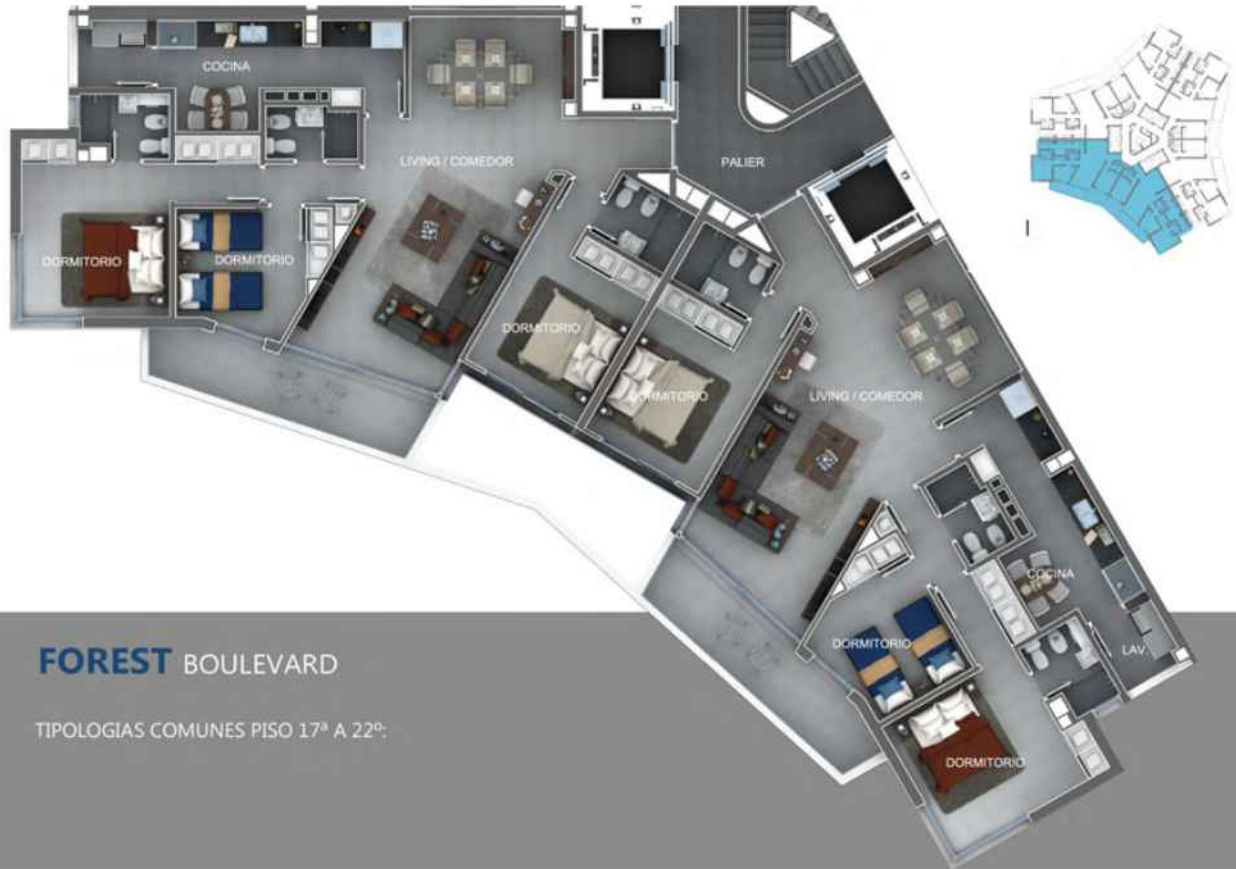 COCINA
LIVING / COMEDOR
PALIER
DORMITORIO
DORMITORIO
DORMITORIO
DORMITORIO
LIVING / COMEDOR
COCINA
DORMITORIO
LAV.
DORMITORIO
FOREST BOULEVARD
TIPOLOGIAS COMUNES PISO 17ª A 22º: